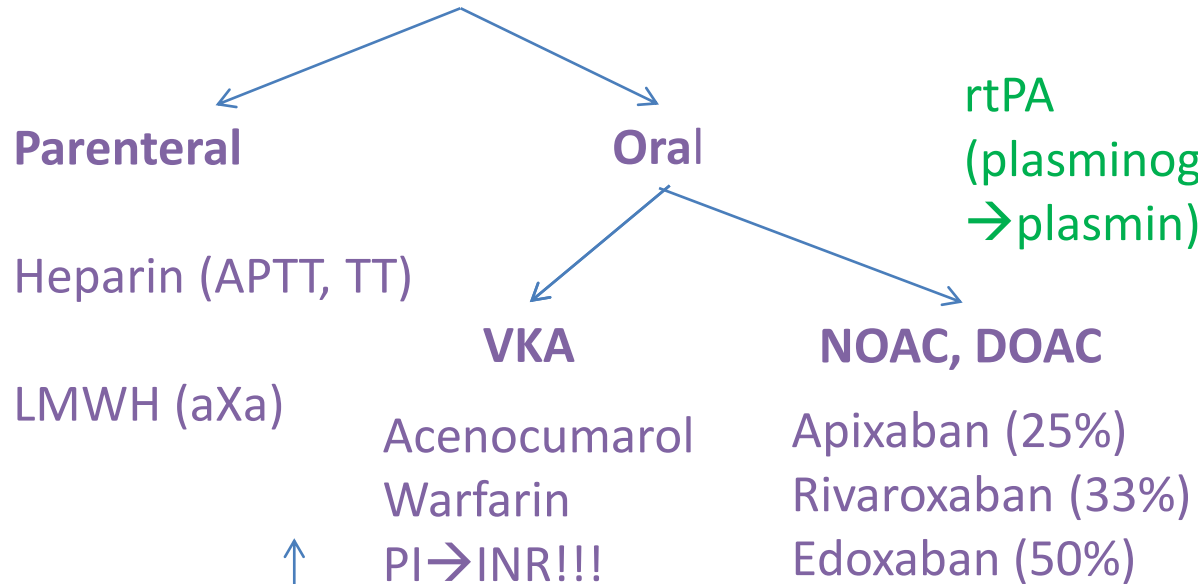 Parenteral
Oral
rtPA
(plasminog
→plasmin)
Heparin (APTT, TT)
LMWH (aXa)
VKA
Acenocumarol
Warfarin
PI→INR!!!
NOAC, DOAC
Apixaban (25%)
Rivaroxaban (33%)
Edoxaban (50%)